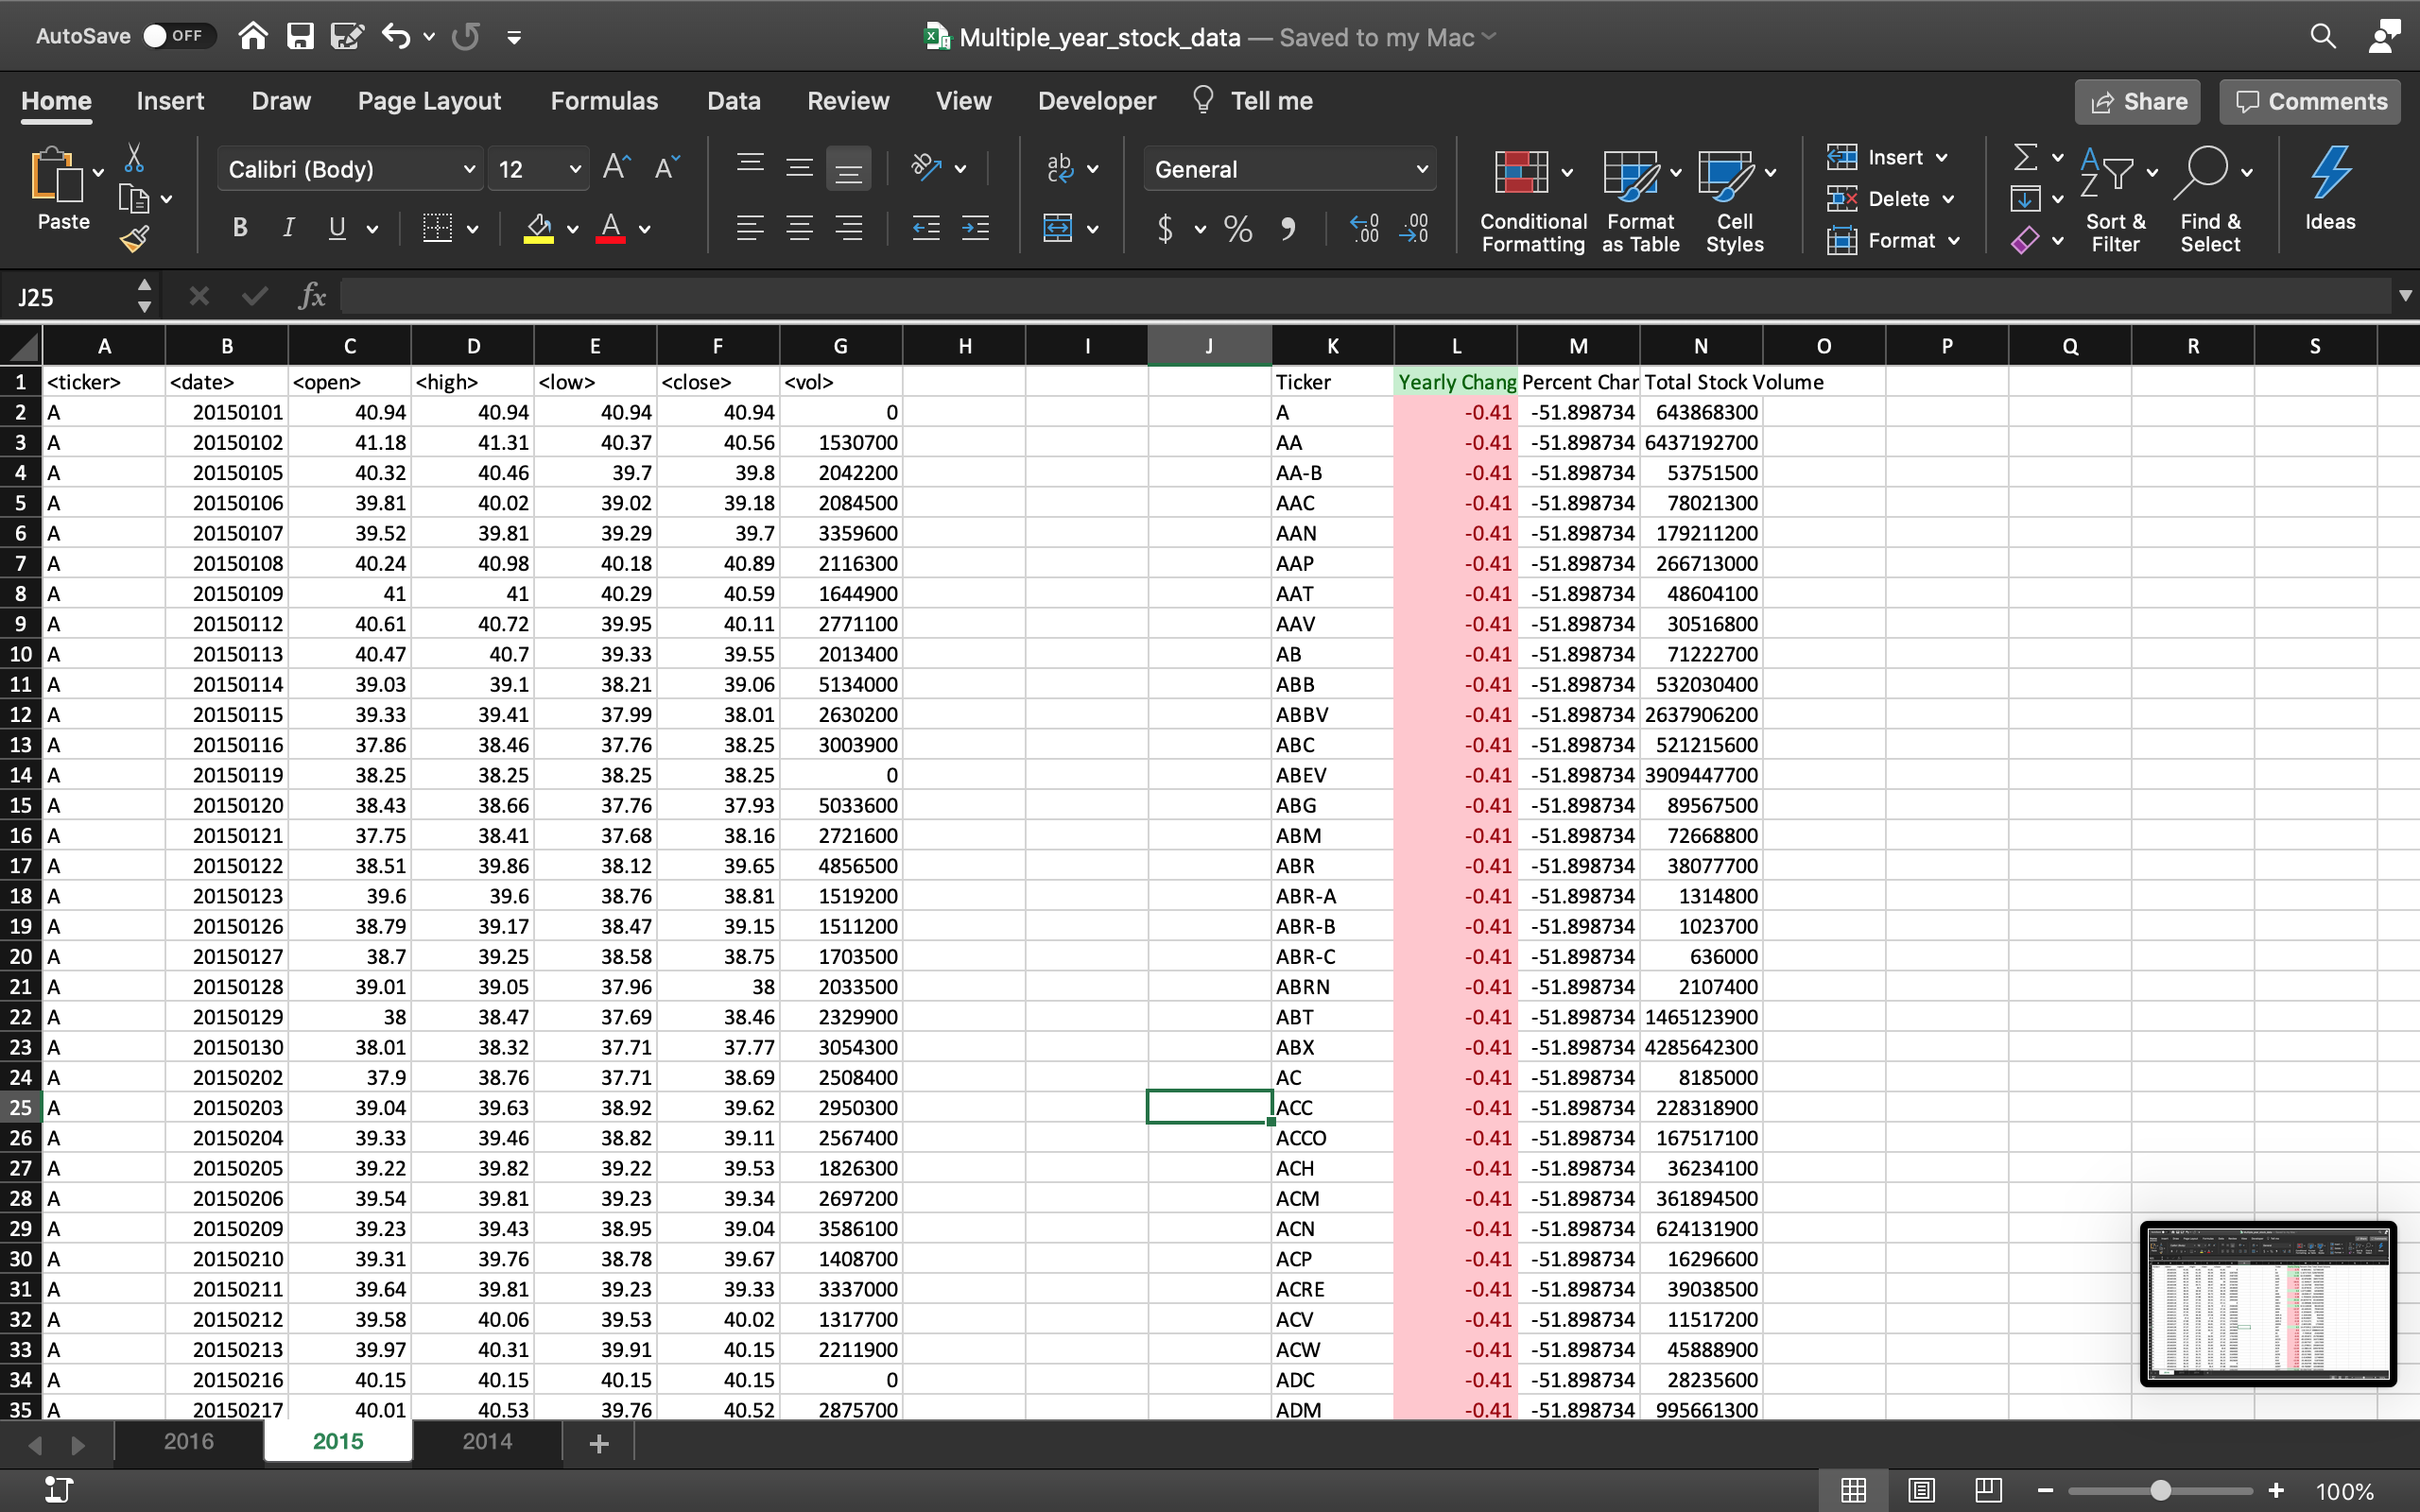 AutoSave OFF Multiple_year_stock_data — Saved to my Mac
Home Insert Draw Page Layout Formulas Data Review View Developer Tell me Share Comments
Paste Calibri (Body) 12 General Conditional Formatting Format as Table Cell Styles Insert Delete Format Sort & Filter Find & Select Ideas
J25 fx
A B C D E F G H I J K L M N O P Q R S
1 <ticker> <date> <open> <high> <low> <close> <vol> Ticker Yearly Chang Percent Char Total Stock Volume
2 A 20150101 40.94 40.94 40.94 40.94 0 A -0.41 -51.898734 643868300
3 A 20150102 41.18 41.31 40.37 40.56 1530700 AA -0.41 -51.898734 6437192700
4 A 20150105 40.32 40.46 39.7 39.8 2042200 AA-B -0.41 -51.898734 53751500
5 A 20150106 39.81 40.02 39.02 39.18 2084500 AAC -0.41 -51.898734 78021300
6 A 20150107 39.52 39.81 39.29 39.7 3359600 AAN -0.41 -51.898734 179211200
7 A 20150108 40.24 40.98 40.18 40.89 2116300 AAP -0.41 -51.898734 266713000
8 A 20150109 41 41 40.29 40.59 1644900 AAT -0.41 -51.898734 48604100
9 A 20150112 40.61 40.72 39.95 40.11 2771100 AAV -0.41 -51.898734 30516800
10 A 20150113 40.47 40.7 39.33 39.55 2013400 AB -0.41 -51.898734 71222700
11 A 20150114 39.03 39.1 38.21 39.06 5134000 ABB -0.41 -51.898734 532030400
12 A 20150115 39.33 39.41 37.99 38.01 2630200 ABBV -0.41 -51.898734 2637906200
13 A 20150116 37.86 38.46 37.76 38.25 3003900 ABC -0.41 -51.898734 521215600
14 A 20150119 38.25 38.25 38.25 38.25 0 ABEV -0.41 -51.898734 3909447700
15 A 20150120 38.43 38.66 37.76 37.93 5033600 ABG -0.41 -51.898734 89567500
16 A 20150121 37.75 38.41 37.68 38.16 2721600 ABM -0.41 -51.898734 72668800
17 A 20150122 38.51 39.86 38.12 39.65 4856500 ABR -0.41 -51.898734 38077700
18 A 20150123 39.6 39.6 38.76 38.81 1519200 ABR-A -0.41 -51.898734 1314800
19 A 20150126 38.79 39.17 38.47 39.15 1511200 ABR-B -0.41 -51.898734 1023700
20 A 20150127 38.7 39.25 38.58 38.75 1703500 ABR-C -0.41 -51.898734 636000
21 A 20150128 39.01 39.05 37.96 38 2033500 ABRN -0.41 -51.898734 2107400
22 A 20150129 38 38.47 37.69 38.46 2329900 ABT -0.41 -51.898734 1465123900
23 A 20150130 38.01 38.32 37.71 37.77 3054300 ABX -0.41 -51.898734 4285642300
24 A 20150202 37.9 38.76 37.71 38.69 2508400 AC -0.41 -51.898734 8185000
25 A 20150203 39.04 39.63 38.92 39.62 2950300 ACC -0.41 -51.898734 228318900
26 A 20150204 39.33 39.46 38.82 39.11 2567400 ACCO -0.41 -51.898734 167517100
27 A 20150205 39.22 39.82 39.22 39.53 1826300 ACH -0.41 -51.898734 36234100
28 A 20150206 39.54 39.81 39.23 39.34 2697200 ACM -0.41 -51.898734 361894500
29 A 20150209 39.23 39.43 38.95 39.04 3586100 ACN -0.41 -51.898734 624131900
30 A 20150210 39.31 39.76 38.78 39.67 1408700 ACP -0.41 -51.898734 16296600
31 A 20150211 39.64 39.81 39.23 39.33 3337000 ACRE -0.41 -51.898734 39038500
32 A 20150212 39.58 40.06 39.53 40.02 1317700 ACV -0.41 -51.898734 11517200
33 A 20150213 39.97 40.31 39.91 40.15 2211900 ACW -0.41 -51.898734 45888900
34 A 20150216 40.15 40.15 40.15 40.15 0 ADC -0.41 -51.898734 28235600
35 A 20150217 40.01 40.53 39.76 40.52 2875700 ADM -0.41 -51.898734 995661300
2016 2015 2014
100%